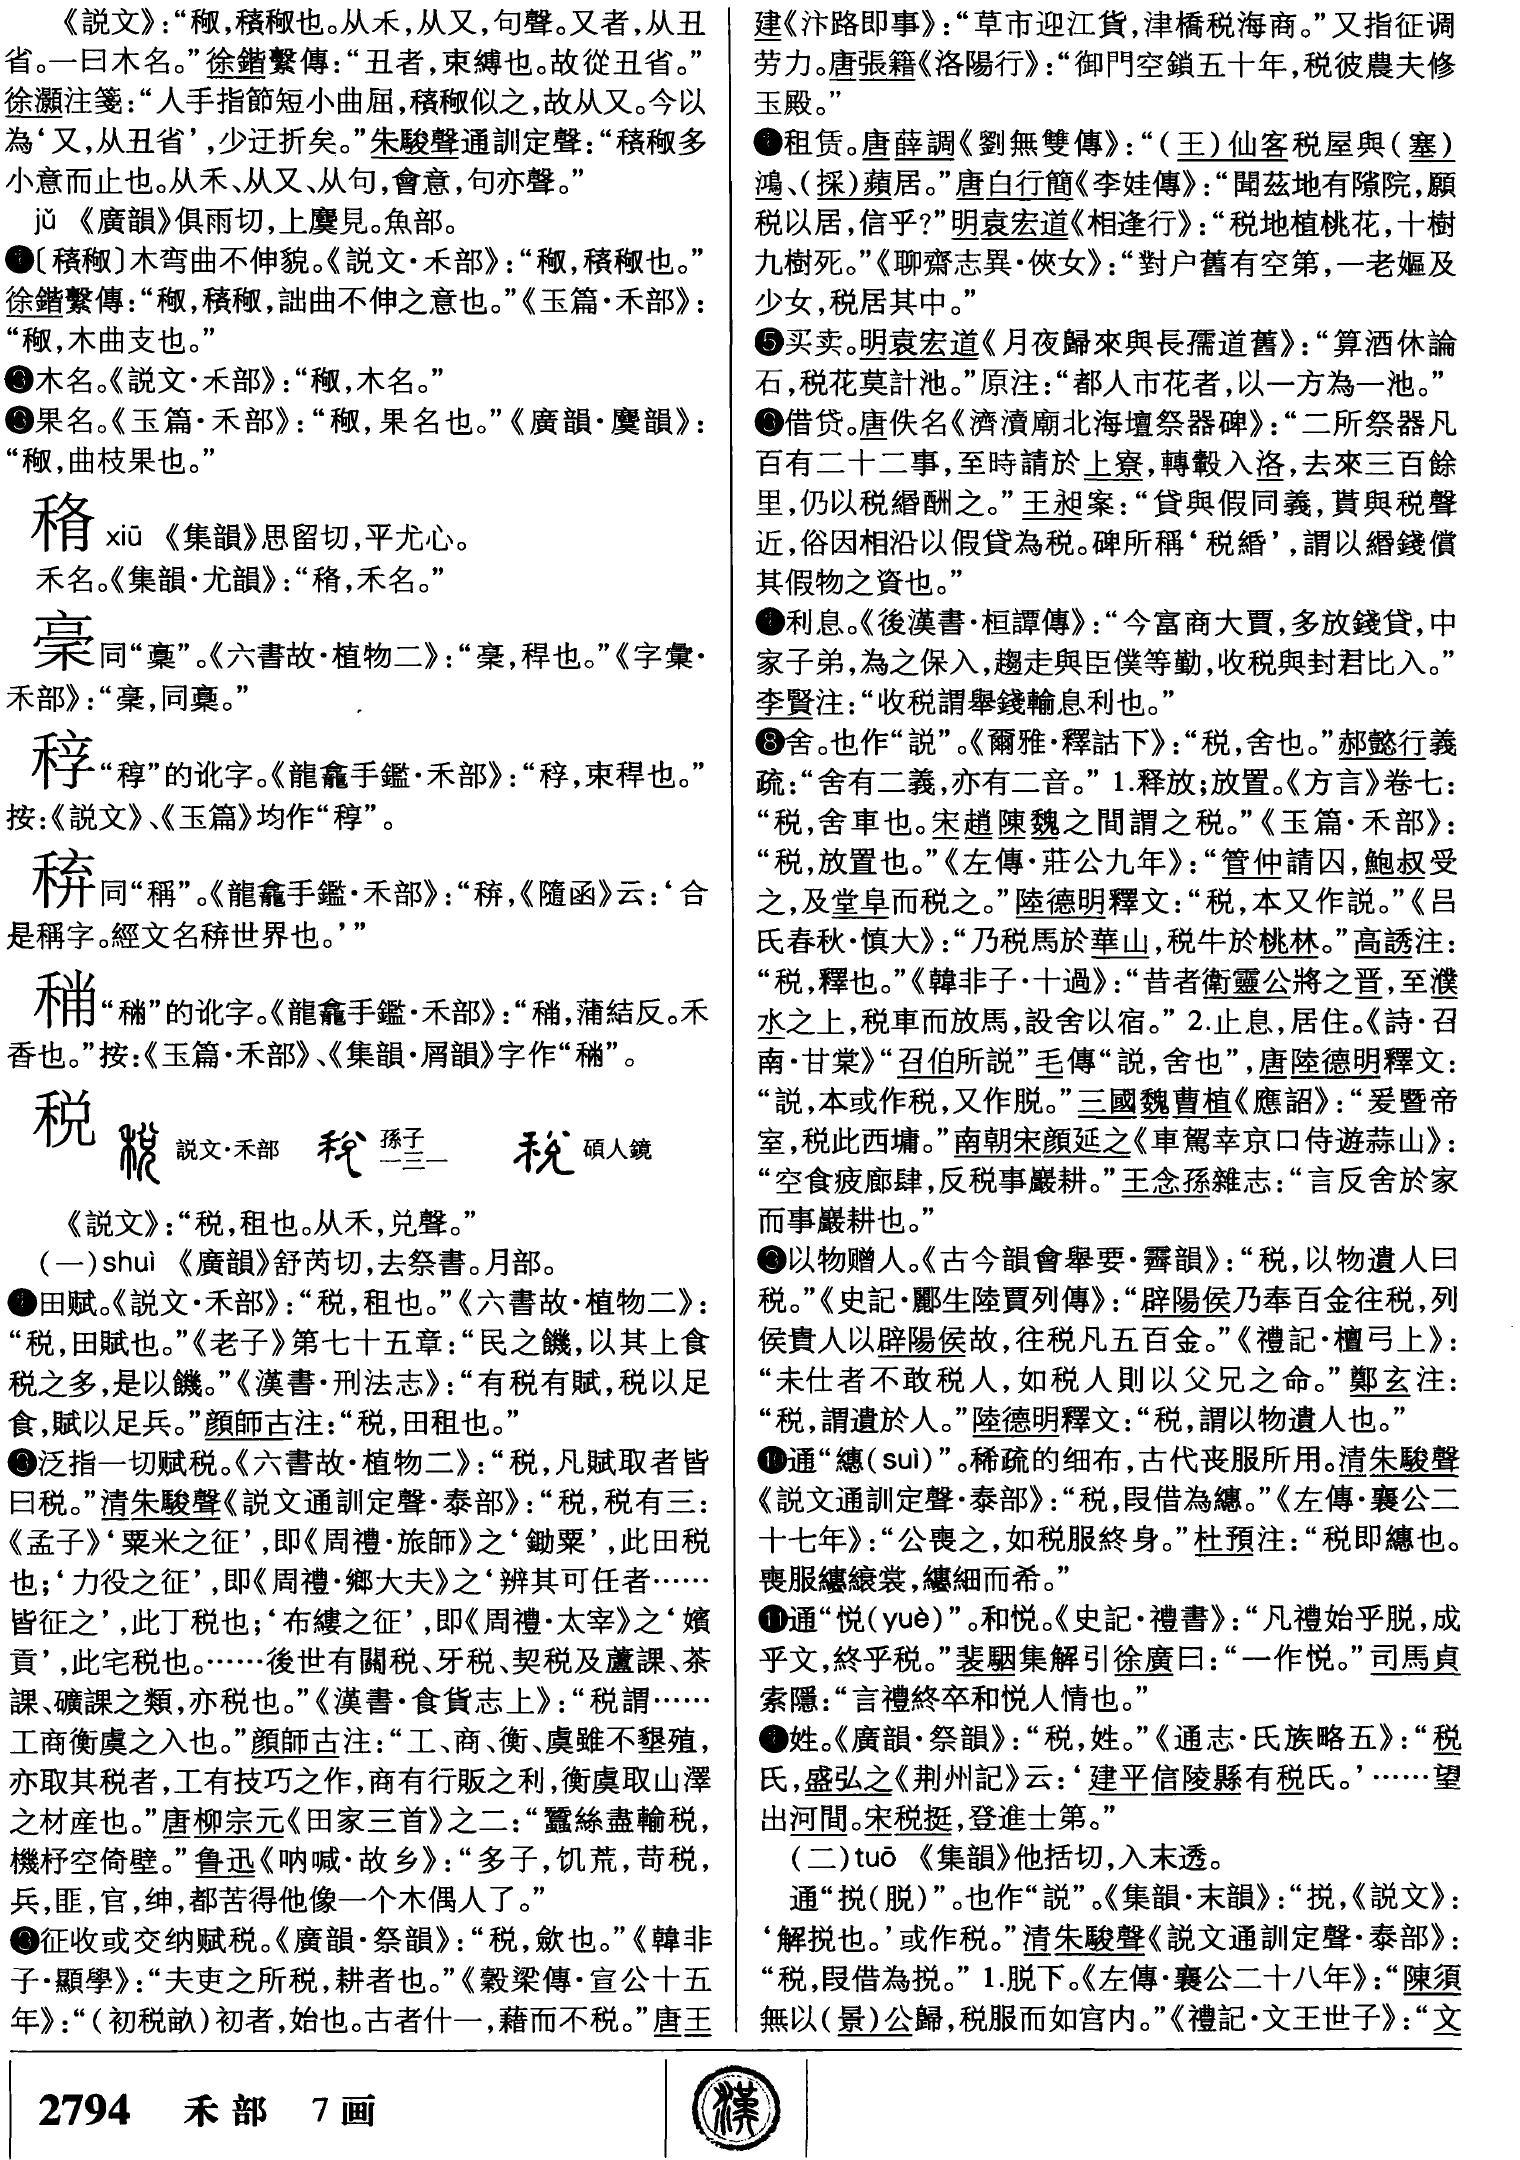 《説文》：“䅓，𥡴䅓也。从禾，从又，句聲。又者，从丑
省。一曰木名。”徐鍇繫傳：“丑者，束縛也。故從丑省。”
徐灝注箋：“人手指節短小曲屈，𥡴䅓似之，故从又。今以
為‘又，从丑省’，少迂折矣。”朱駿聲通訓定聲：“𥡴䅓多
小意而止也。从禾、从又、从句，會意，句亦聲。”
jǔ 《廣韻》俱雨切，上麌見。魚部。
❶〔𥡴䅓〕木弯曲不伸貌。《説文·禾部》：“䅓，𥡴䅓也。”
徐鍇繫傳：“䅓，𥡴䅓，詘曲不伸之意也。”《玉篇·禾部》：
“䅓，木曲支也。”
❷木名。《説文·禾部》：“䅓，木名。”
❸果名。《玉篇·禾部》：“䅓，果名也。”《廣韻·麌韻》：
“䅓，曲枝果也。”
xiū 《集韻》思留切，平尤心。
禾名。《集韻·尤韻》：“，禾名。”
同“稾”。《六書故·植物二》：“，稈也。”《字彙·
禾部》：“，同稾。”
“稕”的讹字。《龍龕手鑑·禾部》：“，束稈也。”
按：《説文》、《玉篇》均作“稕”。
同“稱”。《龍龕手鑑·禾部》：“，《隨函》云：‘合
是稱字。經文名世界也。’”
“”的讹字。《龍龕手鑑·禾部》：“，蒲結反。禾
香也。”按：《玉篇·禾部》、《集韻·屑韻》字作“”。
税 税 説文·禾部 税 孫子一三一 税 碩人鏡
《説文》：“税，租也。从禾，兑聲。”
(一)shuì 《廣韻》舒芮切，去祭書。月部。
❶田赋。《説文·禾部》：“税，租也。”《六書故·植物二》：
“税，田賦也。”《老子》第七十五章：“民之饑，以其上食
税之多，是以饑。”《漢書·刑法志》：“有税有賦，税以足
食，賦以足兵。”顔師古注：“税，田租也。”
❷泛指一切赋税。《六書故·植物二》：“税，凡賦取者皆
曰税。”清朱駿聲《説文通訓定聲·泰部》：“税，税有三：
《孟子》‘粟米之征’，即《周禮·旅師》之‘鋤粟’，此田税
也；‘力役之征’，即《周禮·鄉大夫》之‘辨其可任者……
皆征之’，此丁税也；‘布縷之征’，即《周禮·太宰》之‘嬪
貢’，此宅税也。……後世有關税、牙税、契税及蘆課、茶
課、礦課之類，亦税也。”《漢書·食貨志上》：“税謂……
工商衡虞之入也。”顔師古注：“工、商、衡、虞雖不墾殖，
亦取其税者，工有技巧之作，商有行販之利，衡虞取山澤
之材産也。”唐柳宗元《田家三首》之二：“蠶絲盡輸税，
機杼空倚壁。”鲁迅《呐喊·故乡》：“多子，饥荒，苛税，
兵，匪，官，绅，都苦得他像一个木偶人了。”
❸征收或交纳赋税。《廣韻·祭韻》：“税，斂也。”《韓非
子·顯學》：“夫吏之所税，耕者也。”《穀梁傳·宣公十五
年》：“(初税畝)初者，始也。古者什一，藉而不税。”唐王
建《汴路即事》：“草市迎江貨，津橋税海商。”又指征调
劳力。唐張籍《洛陽行》：“御門空鎖五十年，税彼農夫修
玉殿。”
❹租赁。唐薛調《劉無雙傳》：“(王)仙客税屋與(塞)
鴻、(採)蘋居。”唐白行簡《李娃傳》：“聞茲地有隙院，願
税以居，信乎？”明袁宏道《相逢行》：“税地植桃花，十樹
九樹死。”《聊齋志異·俠女》：“對户舊有空第，一老嫗及
少女，税居其中。”
❺买卖。明袁宏道《月夜歸來與長孺道舊》：“算酒休論
石，税花莫計池。”原注：“都人市花者，以一方為一池。”
❻借贷。唐佚名《濟瀆廟北海壇祭器碑》：“二所祭器凡
百有二十二事，至時請於上寮，轉轂入洛，去來三百餘
里，仍以税緡酬之。”王昶案：“貸與假同義，貰與税聲
近，俗因相沿以假貸為税。碑所稱‘税緡’，謂以緡錢償
其假物之資也。”
❼利息。《後漢書·桓譚傳》：“今富商大賈，多放錢貸，中
家子弟，為之保入，趨走與臣僕等勤，收税與封君比入。”
李賢注：“收税謂舉錢輸息利也。”
❽舍。也作“説”。《爾雅·釋詁下》：“税，舍也。”郝懿行義
疏：“舍有二義，亦有二音。” 1.释放；放置。《方言》卷七：
“税，舍車也。宋趙陳魏之間謂之税。”《玉篇·禾部》：
“税，放置也。”《左傳·莊公九年》：“管仲請囚，鮑叔受
之，及堂阜而税之。”陸德明釋文：“税，本又作説。”《吕
氏春秋·慎大》：“乃税馬於華山，税牛於桃林。”高誘注：
“税，釋也。”《韓非子·十過》：“昔者衛靈公將之晋，至濮
水之上，税車而放馬，設舍以宿。” 2.止息，居住。《詩·召
南·甘棠》“召伯所説”毛傳“説，舍也”，唐陸德明釋文：
“説，本或作税，又作脱。”三國魏曹植《應詔》：“爰暨帝
室，税此西墉。”南朝宋顔延之《車駕幸京口侍遊蒜山》：
“空食疲廊肆，反税事巖耕。”王念孫雜志：“言反舍於家
而事巖耕也。”
❾以物赠人。《古今韻會舉要·霽韻》：“税，以物遺人曰
税。”《史記·酈生陸賈列傳》：“辟陽侯乃奉百金往税，列
侯貴人以辟陽侯故，往税凡五百金。”《禮記·檀弓上》：
“未仕者不敢税人，如税人則以父兄之命。”鄭玄注：
“税，謂遺於人。”陸德明釋文：“税，謂以物遺人也。”
❿通“繐(suì)”。稀疏的细布，古代丧服所用。清朱駿聲
《説文通訓定聲·泰部》：“税，叚借為繐。”《左傳·襄公二
十七年》：“公喪之，如税服終身。”杜預注：“税即繐也。
喪服繐縗裳，縷細而希。”
⓫通“悦(yuè)”。和悦。《史記·禮書》：“凡禮始乎脱，成
乎文，終乎税。”裴駰集解引徐廣曰：“一作悦。”司馬貞
索隱：“言禮終卒和悦人情也。”
⓬姓。《廣韻·祭韻》：“税，姓。”《通志·氏族略五》：“税
氏，盛弘之《荆州記》云：‘建平信陵縣有税氏。’……望
出河間。宋税挺，登進士第。”
(二)tuō 《集韻》他括切，入末透。
通“挩(脱)”。也作“説”。《集韻·末韻》：“挩，《説文》：
‘解挩也。’或作税。”清朱駿聲《説文通訓定聲·泰部》：
“税，叚借為挩。” 1.脱下。《左傳·襄公二十八年》：“陳須
無以(景)公歸，税服而如宫内。”《禮記·文王世子》：“文
2794 禾部 7画
漢